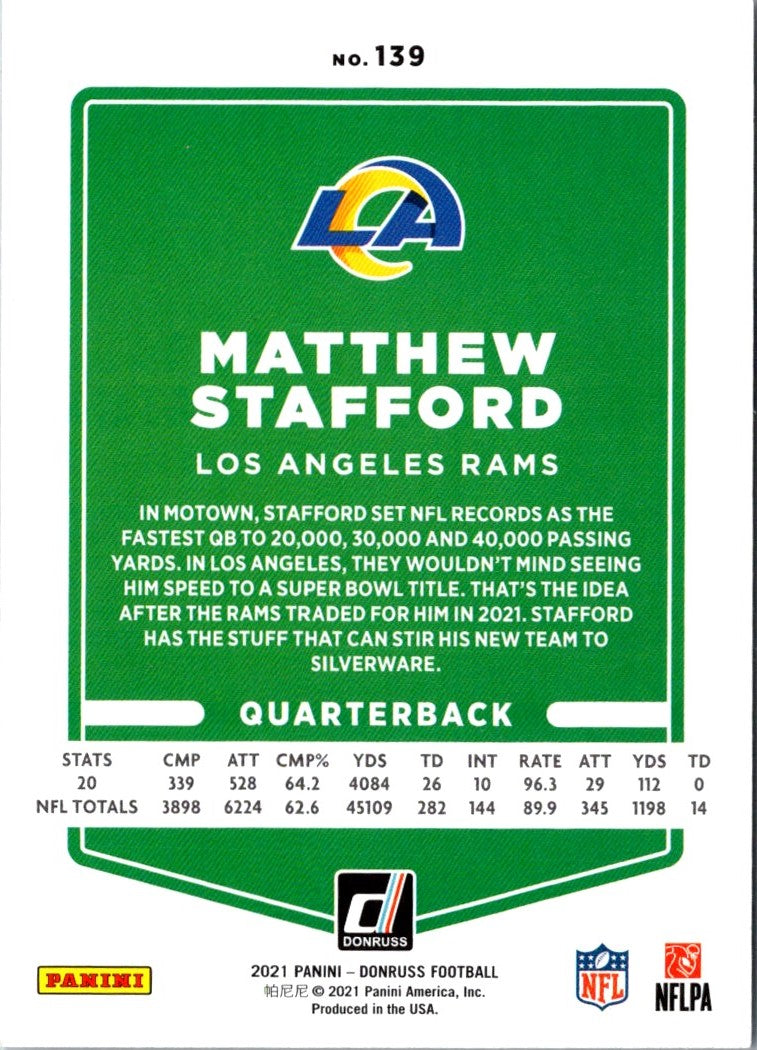 NO. 139
LA
MATTHEW
STAFFORD
LOS ANGELES RAMS
IN MOTOWN, STAFFORD SET NFL RECORDS AS THE
FASTEST QB TO 20,000, 30,000 AND 40,000 PASSING
YARDS. IN LOS ANGELES, THEY WOULDN'T MIND SEEING
HIM SPEED TO A SUPER BOWL TITLE. THAT'S THE IDEA
AFTER THE RAMS TRADED FOR HIM IN 2021. STAFFORD
HAS THE STUFF THAT CAN STIR HIS NEW TEAM TO
SILVERWARE.
QUARTERBACK
STATS CMP ATT CMP% YDS TD INT RATE ATT YDS TD
20 339 528 64.2 4084 26 10 96.3 29 112 0
NFL TOTALS 3898 6224 62.6 45109 282 144 89.9 345 1198 14
d
DONRUSS
PANINI
2021 PANINI – DONRUSS FOOTBALL
帕尼尼 © 2021 Panini America, Inc.
Produced in the USA.
NFL
NFLPA